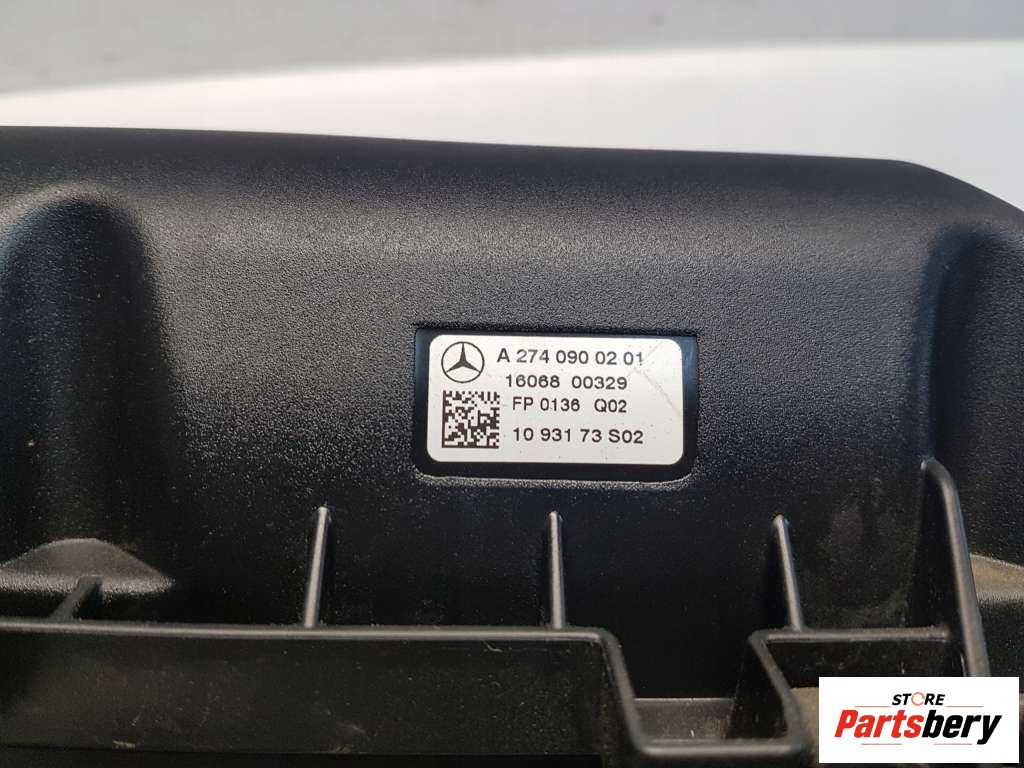 A 274 090 02 01
16068 00329
FP 0136 Q02
10 931 73 S02
STORE
Partsbery